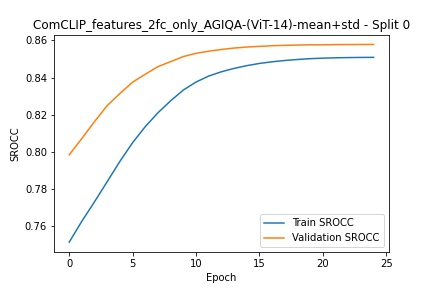 ComCLIP_features_2fc_only_AGIQA-(ViT-14)-mean+std - Split 0
0.86
0.84
0.82
0.80
0.78
0.76
SROCC
Train SROCC
Validation SROCC
0 5 10 15 20 25
Epoch